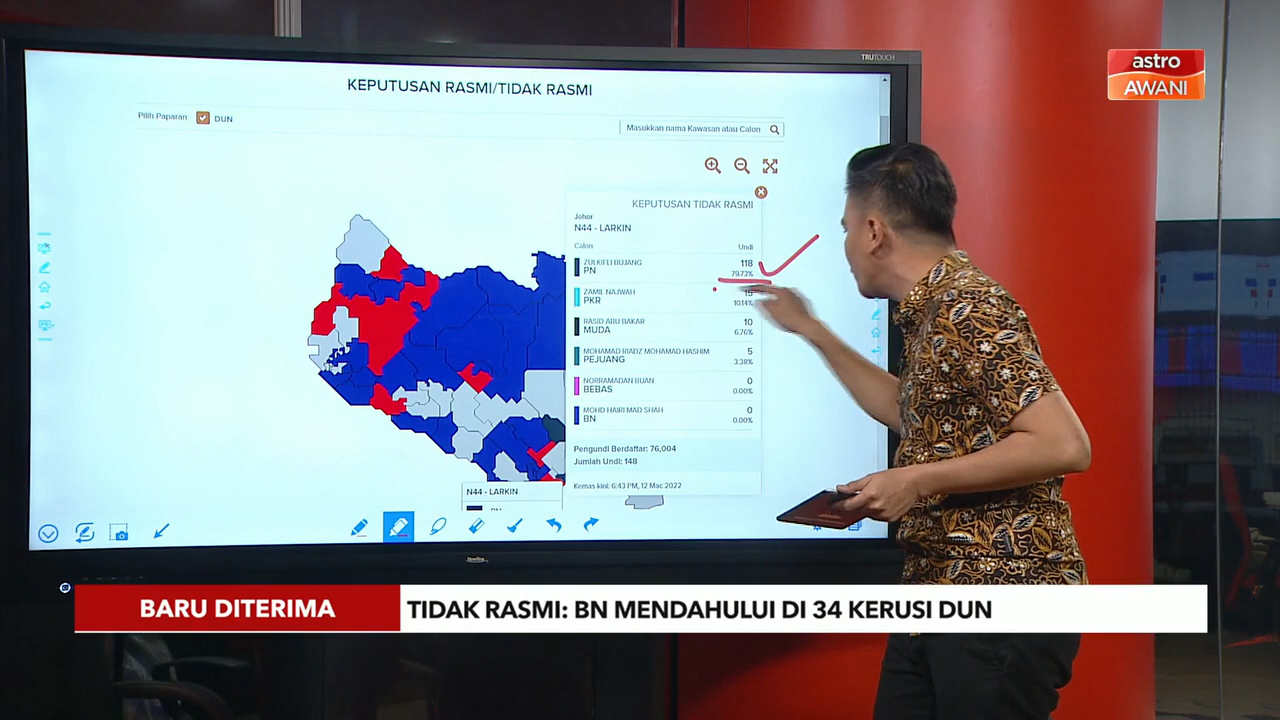 TRUTOUCH
astro
AWANI
KEPUTUSAN RASMI/TIDAK RASMI
Pilih Paparan DUN
Masukkan nama Kawasan atau Calon
KEPUTUSAN TIDAK RASMI
Johor
N44 - LARKIN
Calon Undi
ZULKIFLI BUJANG 118
PN 79.73%
ZAMIL NAJWAH 15
PKR 10.14%
RASID ABU BAKAR 10
MUDA 6.76%
MOHAMAD RIADZ MOHAMAD HASHIM 5
PEJUANG 3.38%
NORRAMADAN BUAN 0
BEBAS 0.00%
MOHD HAIRI MAD SHAH 0
BN 0.00%
Pengundi Berdaftar: 76,004
Jumlah Undi: 148
Kemas kini: 6:43 PM, 12 Mac 2022
N44 - LARKIN
BARU DITERIMA
TIDAK RASMI: BN MENDAHULUI DI 34 KERUSI DUN